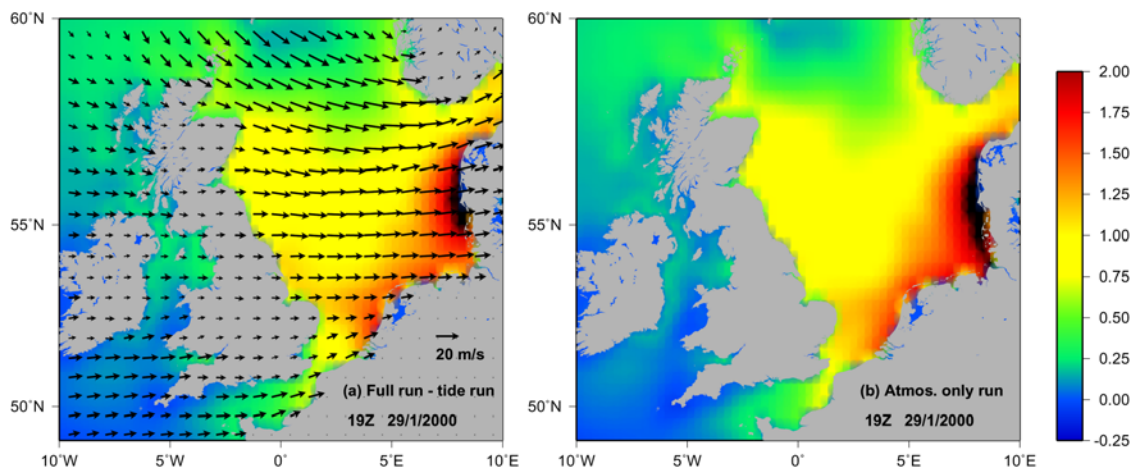 60˚N
55˚N
50˚N
10˚W
5˚W
0˚
5˚E
10˚E
20 m/s
(a) Full run - tide run
19Z 29/1/2000
60˚N
55˚N
50˚N
10˚W
5˚W
0˚
5˚E
10˚E
(b) Atmos. only run
19Z 29/1/2000
2.00
1.75
1.50
1.25
1.00
0.75
0.50
0.25
0.00
-0.25